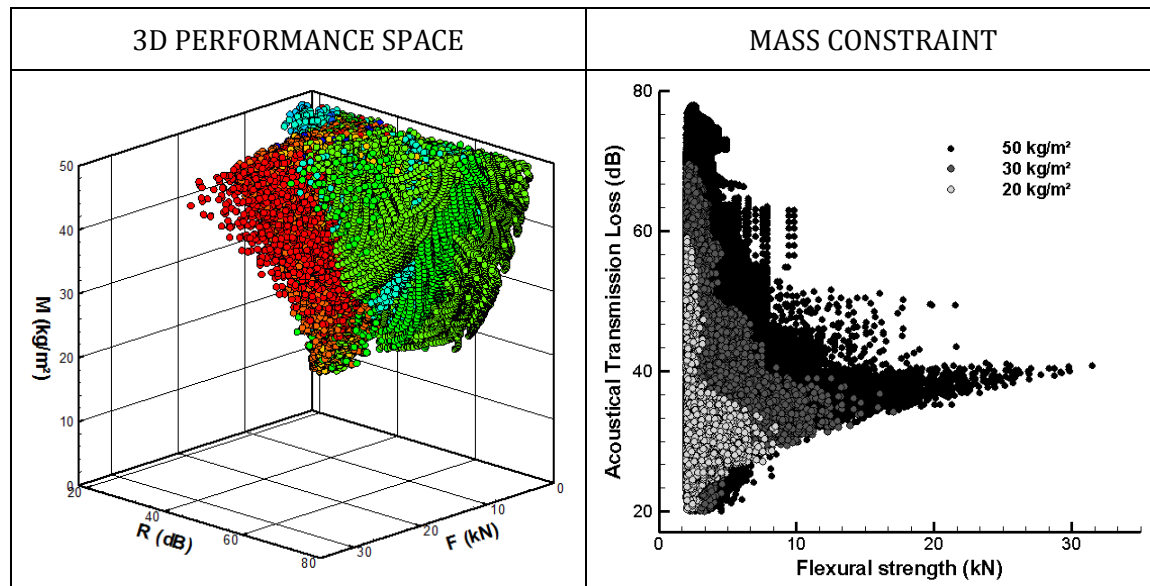 3D PERFORMANCE SPACE
MASS CONSTRAINT
50
40
30
20
10
0
M (kg/m²)
20
40
60
80
R (dB)
30
20
10
0
F (kN)
80
60
40
20
Acoustical Transmission Loss (dB)
50 kg/m²
30 kg/m²
20 kg/m²
0
10
20
30
Flexural strength (kN)